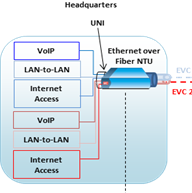 Headquarters
UNI
VoIP
LAN-to-LAN
Internet
Access
VoIP
LAN-to-LAN
Internet
Access
Ethernet over
Fiber NTU
EVC
EVC 2